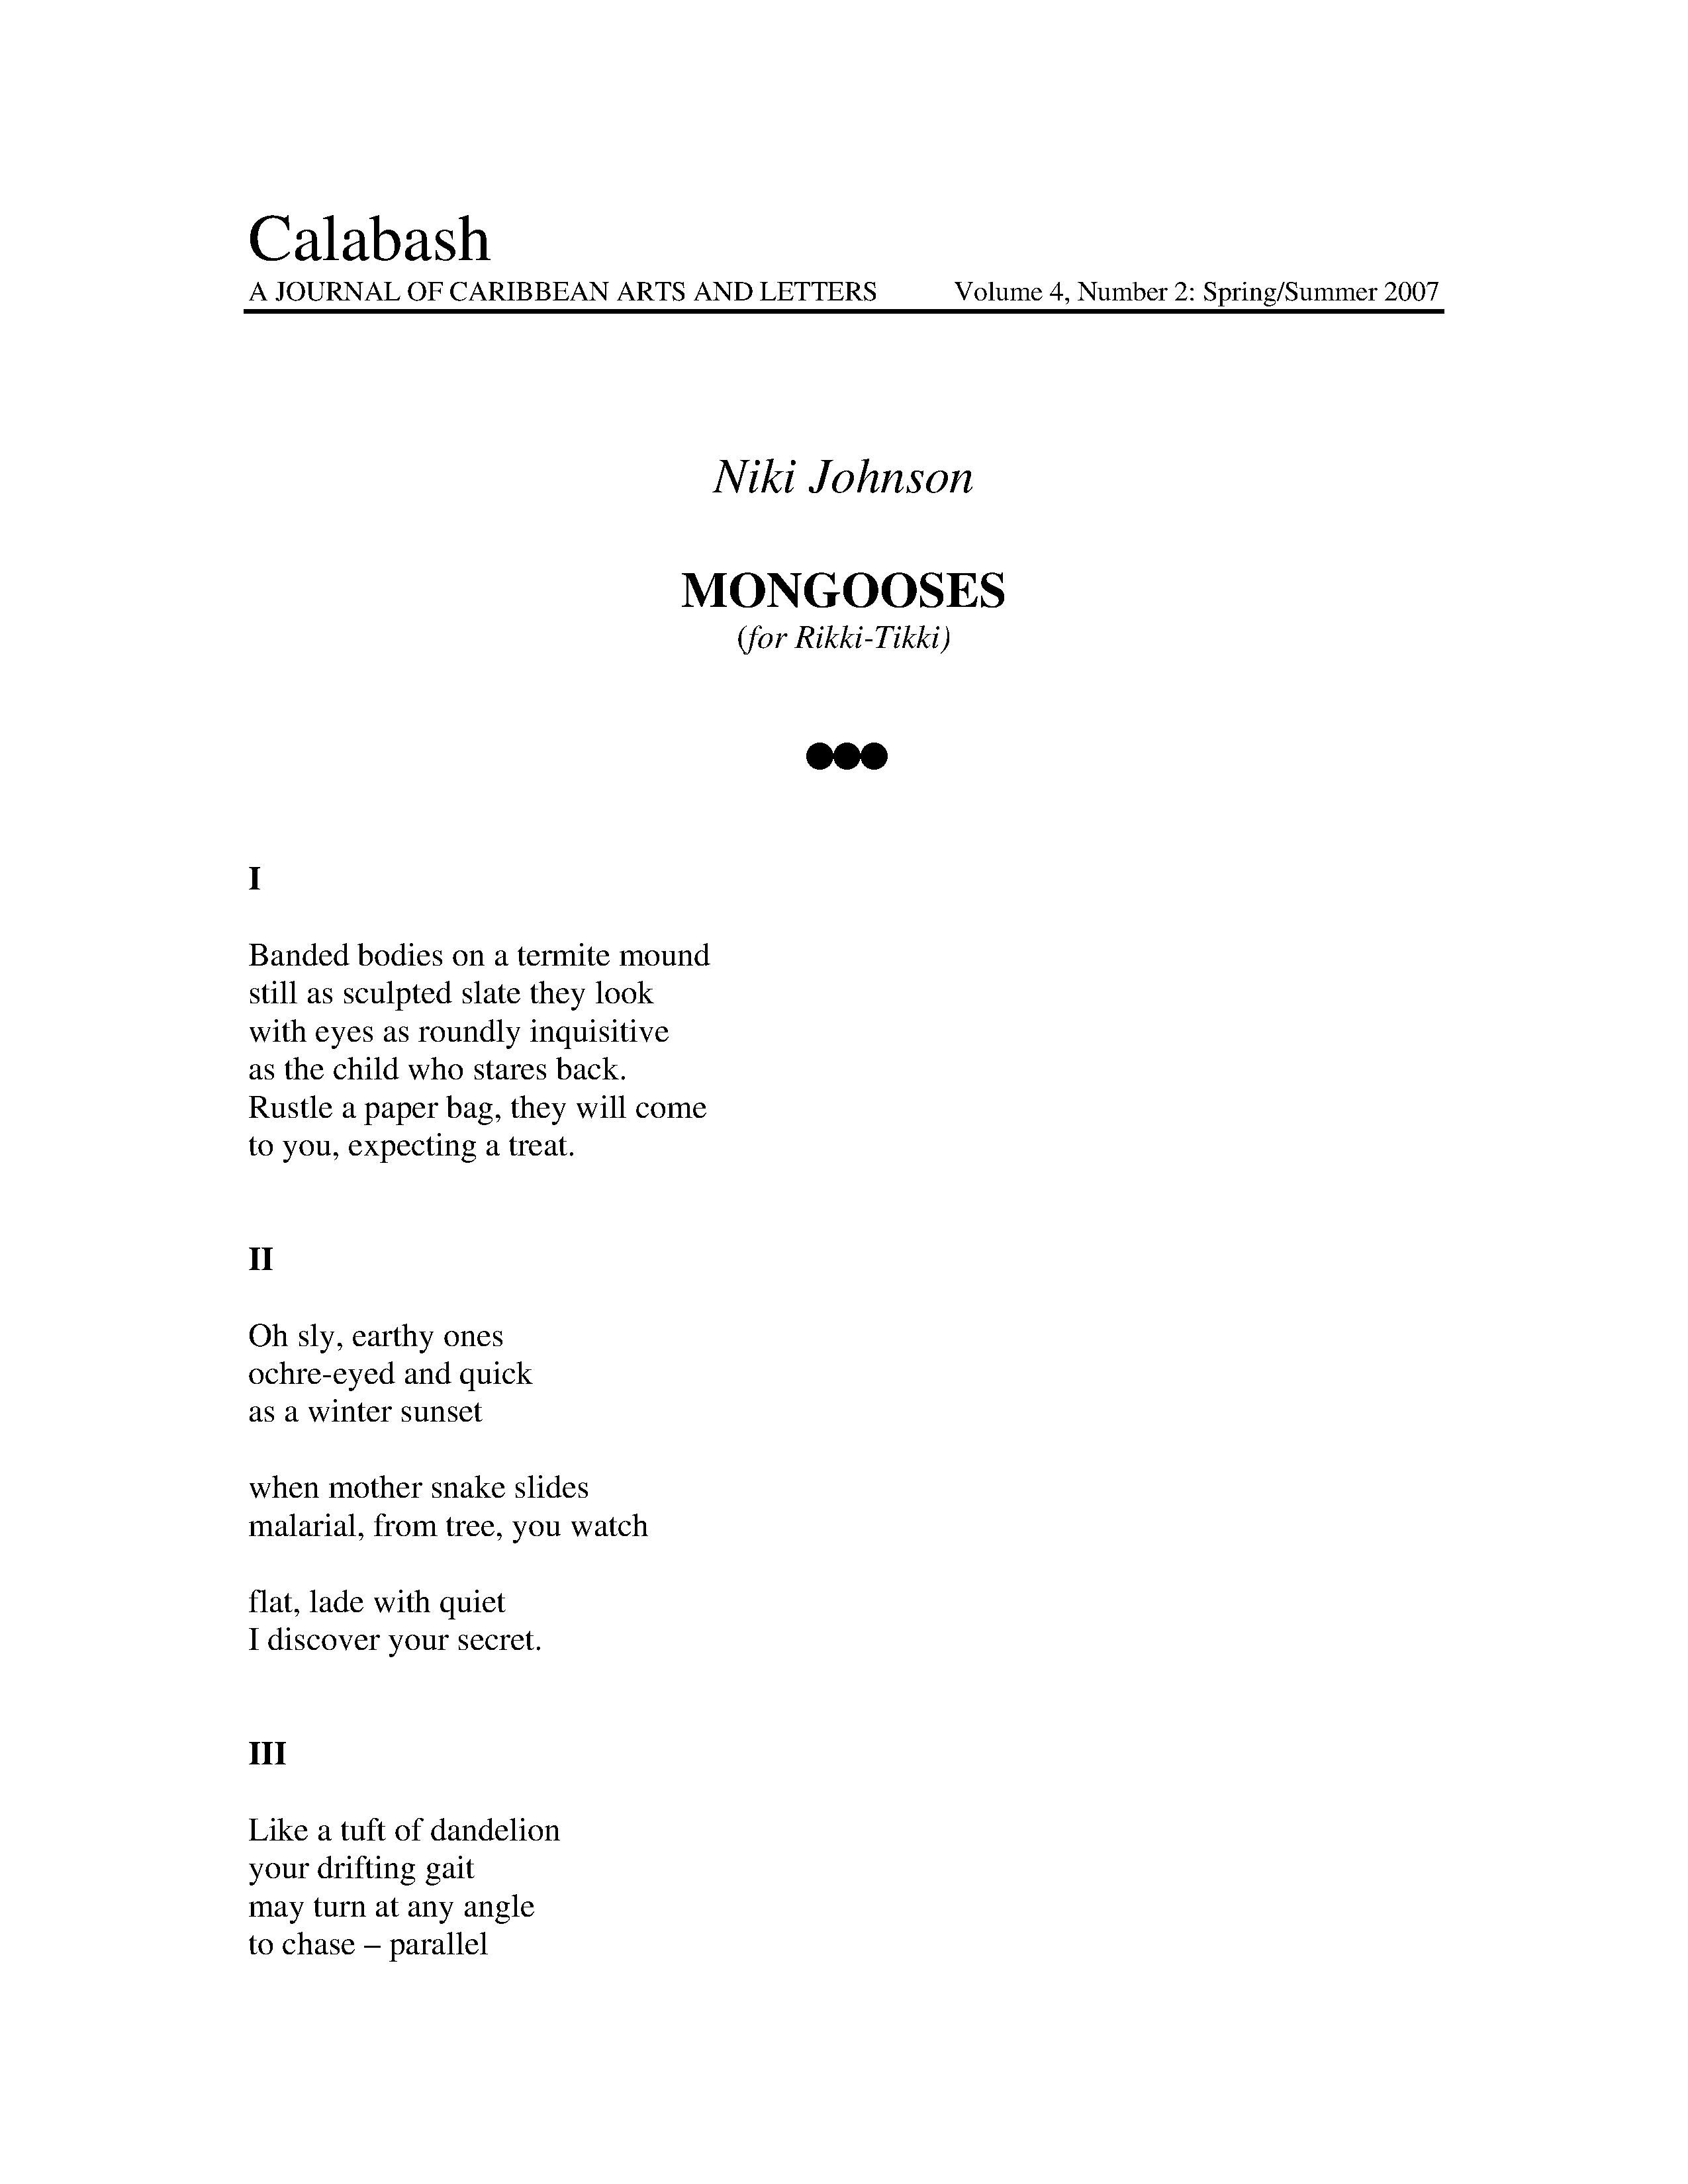 Calabash
A JOURNAL OF CARIBBEAN ARTS AND LETTERS Volume 4, Number 2: Spring/Summer 2007
Niki Johnson
MONGOOSES
(for Rikki-Tikki)
I
Banded bodies on a termite mound
still as sculpted slate they look
with eyes as roundly inquisitive
as the child who stares back.
Rustle a paper bag, they will come
to you, expecting a treat.
II
Oh sly, earthy ones
ochre-eyed and quick
as a winter sunset
when mother snake slides
malarial, from tree, you watch
flat, lade with quiet
I discover your secret.
III
Like a tuft of dandelion
your drifting gait
may turn at any angle
to chase – parallel